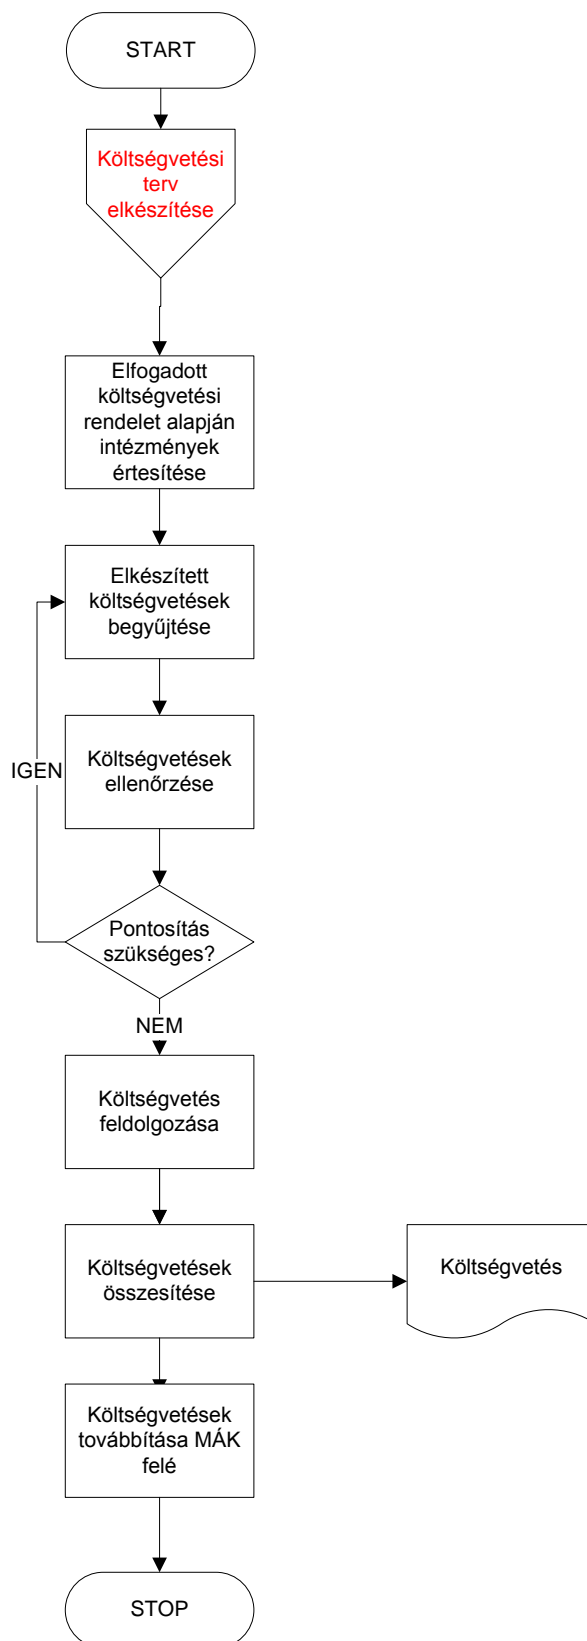 START
Költségvetési
terv
elkészítése
Elfogadott
költségvetési
rendelet alapján
intézmények
értesítése
Elkészített
költségvetések
begyűjtése
Költségvetések
ellenőrzése
IGEN
Pontosítás
szükséges?
NEM
Költségvetés
feldolgozása
Költségvetések
összesítése
Költségvetés
Költségvetések
továbbítása MÁK
felé
STOP